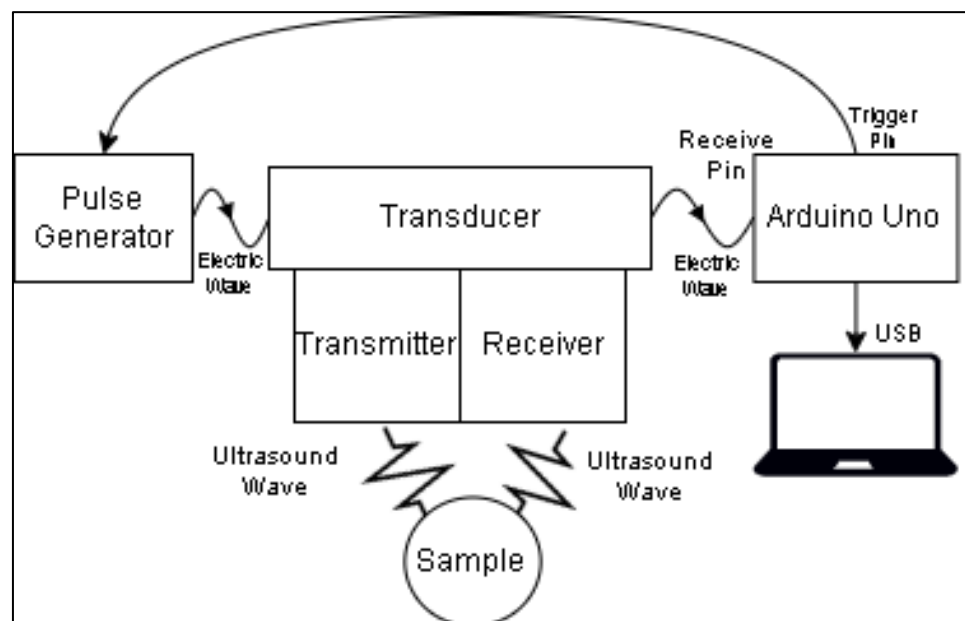 Trigger
Pin
Receive
Pin
Pulse
Generator
Transducer
Arduino Uno
Electric
Wave
Electric
Wave
Transmitter
Receiver
USB
Ultrasound
Wave
Ultrasound
Wave
Sample